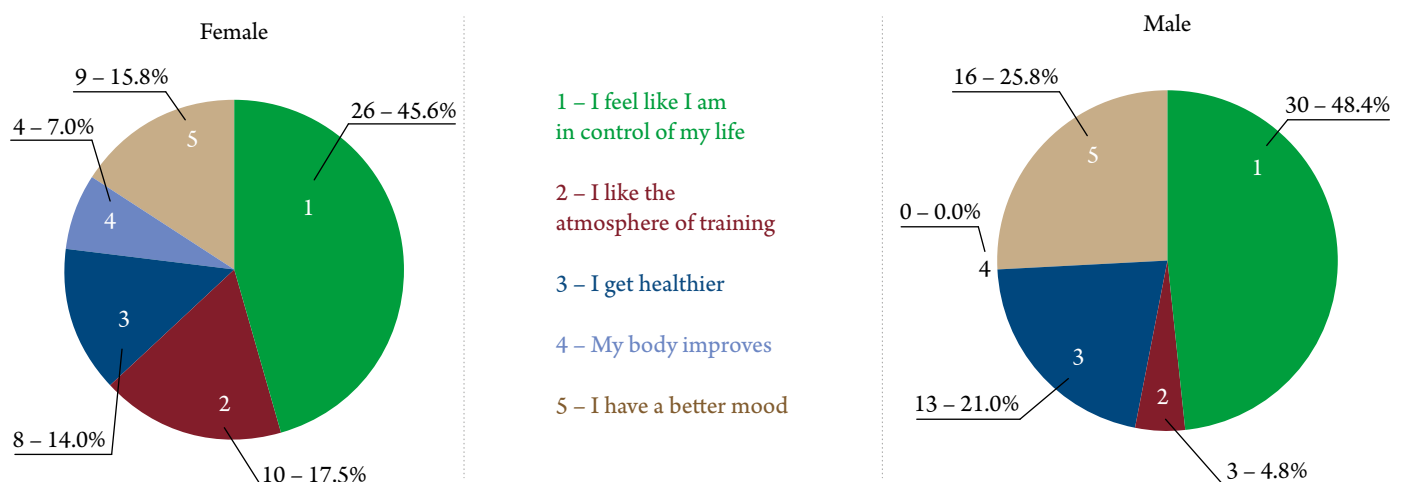 Female
9 – 15.8%
26 – 45.6%
4 – 7.0%
5
1
4
3
2
8 – 14.0%
10 – 17.5%
1 – I feel like I am
in control of my life
2 – I like the
atmosphere of training
3 – I get healthier
4 – My body improves
5 – I have a better mood
Male
16 – 25.8%
30 – 48.4%
5
1
0 – 0.0%
4
3
2
13 – 21.0%
3 – 4.8%